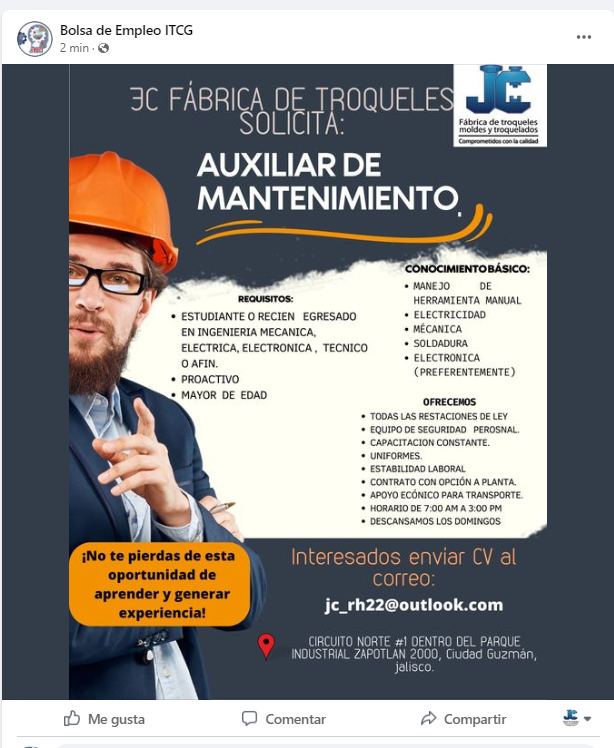 Bolsa de Empleo ITCG
2 min ·
JC FÁBRICA DE TROQUELES
SOLICITA:
JC
Fábrica de troqueles
moldes y troquelados
Comprometidos con la calidad
AUXILIAR DE
MANTENIMIENTO.
REQUISITOS:
• ESTUDIANTE O RECIEN EGRESADO
EN INGENIERIA MECANICA,
ELECTRICA, ELECTRONICA , TECNICO
O AFIN.
• PROACTIVO
• MAYOR DE EDAD
CONOCIMIENTO BÁSICO:
• MANEJO DE
HERRAMIENTA MANUAL
• ELECTRICIDAD
• MÉCANICA
• SOLDADURA
• ELECTRONICA
(PREFERENTEMENTE)
OFRECEMOS
• TODAS LAS RESTACIONES DE LEY
• EQUIPO DE SEGURIDAD PEROSNAL.
• CAPACITACION CONSTANTE.
• UNIFORMES.
• ESTABILIDAD LABORAL
• CONTRATO CON OPCIÓN A PLANTA.
• APOYO ECÓNICO PARA TRANSPORTE.
• HORARIO DE 7:00 AM A 3:00 PM
• DESCANSAMOS LOS DOMINGOS
¡No te pierdas de esta
oportunidad de
aprender y generar
experiencia!
Interesados enviar CV al
correo:
jc_rh22@outlook.com
CIRCUITO NORTE #1 DENTRO DEL PARQUE
INDUSTRIAL ZAPOTLAN 2000, Ciudad Guzmán,
jalisco.
Me gusta
Comentar
Compartir